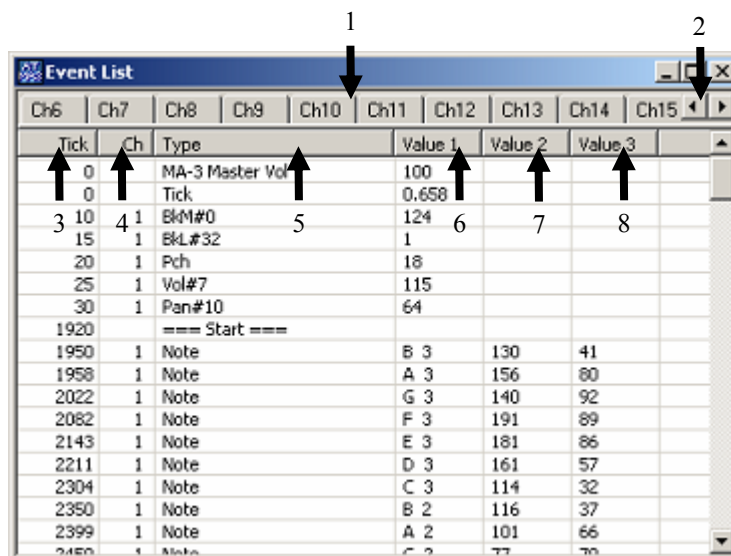 1
2
Event List
Ch6 Ch7 Ch8 Ch9 Ch10 Ch11 Ch12 Ch13 Ch14 Ch15
Tick Ch Type Value 1 Value 2 Value 3
0 MA-3 Master Vol 100
0 Tick 0.658
3 4 5 6 7 8
10 1 BkM#0 124
15 1 BkL#32 1
20 1 Pch 18
25 1 Vol#7 115
30 1 Pan#10 64
1920 === Start ===
1950 1 Note B 3 130 41
1958 1 Note A 3 156 80
2022 1 Note G 3 140 92
2082 1 Note F 3 191 89
2143 1 Note E 3 181 86
2211 1 Note D 3 161 57
2304 1 Note C 3 114 32
2350 1 Note B 2 116 37
2399 1 Note A 2 101 66